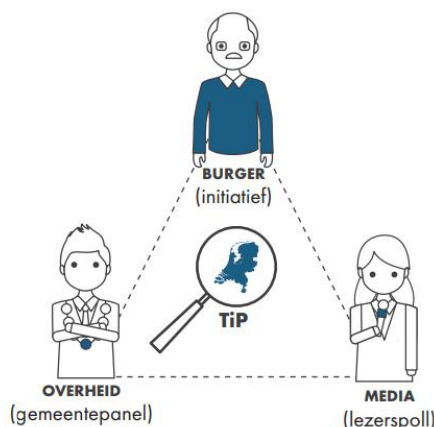 BURGER
(initiatief)
TiP
OVERHEID
(gemeentepanel)
MEDIA
(lezerspoll)